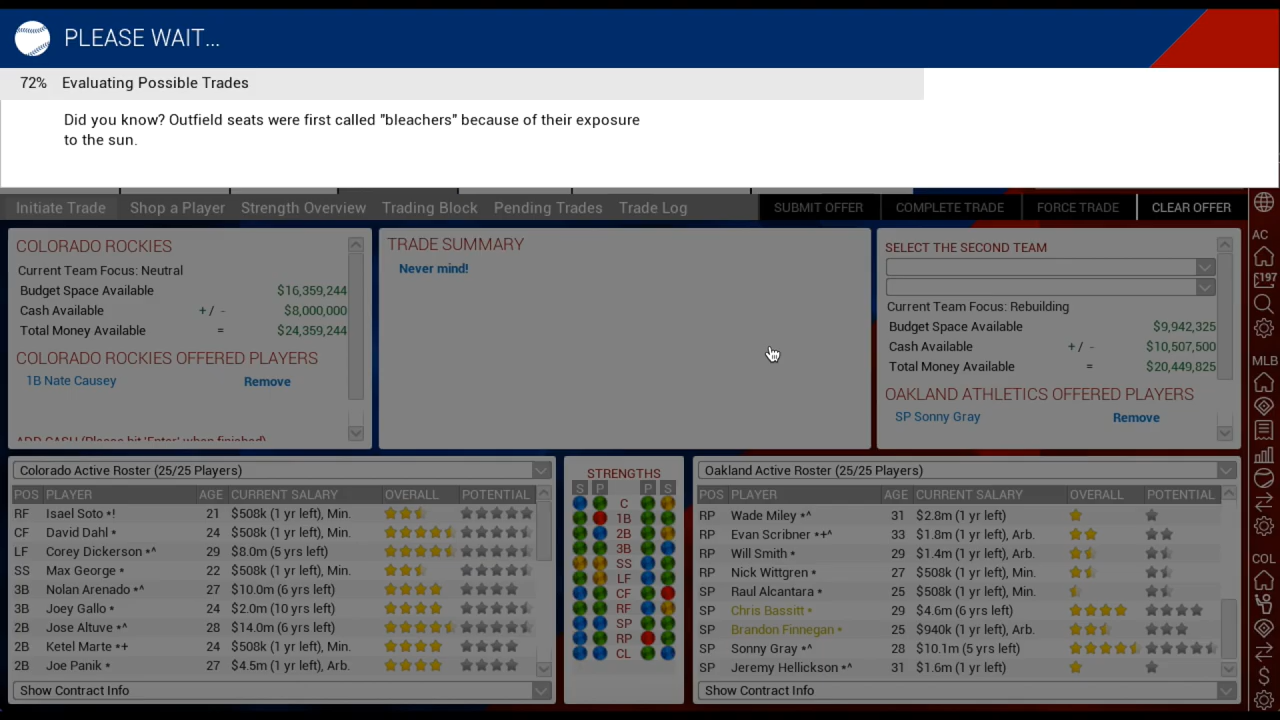 PLEASE WAIT...
72% Evaluating Possible Trades
Did you know? Outfield seats were first called "bleachers" because of their exposure
to the sun.
Initiate Trade Shop a Player Strength Overview Trading Block Pending Trades Trade Log SUBMIT OFFER COMPLETE TRADE FORCE TRADE CLEAR OFFER
COLORADO ROCKIES
Current Team Focus: Neutral
Budget Space Available $16,359,244
Cash Available + / - $8,000,000
Total Money Available = $24,359,244
COLORADO ROCKIES OFFERED PLAYERS
1B Nate Causey Remove
ADD CASH (Please hit 'Enter' when finished)
TRADE SUMMARY
Never mind!
SELECT THE SECOND TEAM
Current Team Focus: Rebuilding
Budget Space Available $9,942,325
Cash Available + / - $10,507,500
Total Money Available = $20,449,825
OAKLAND ATHLETICS OFFERED PLAYERS
SP Sonny Gray Remove
Colorado Active Roster (25/25 Players)
POS PLAYER AGE CURRENT SALARY OVERALL POTENTIAL
RF Isael Soto *! 21 $508k (1 yr left), Min.
CF David Dahl * 24 $508k (1 yr left), Min.
LF Corey Dickerson *^ 29 $8.0m (5 yrs left)
SS Max George * 22 $508k (1 yr left), Min.
3B Nolan Arenado *^ 27 $10.0m (6 yrs left)
3B Joey Gallo * 24 $2.0m (10 yrs left)
2B Jose Altuve *^ 28 $14.0m (6 yrs left)
2B Ketel Marte *+ 24 $508k (1 yr left), Min.
2B Joe Panik * 27 $4.5m (1 yr left), Arb.
Show Contract Info
STRENGTHS
S P P S
C
1B
2B
3B
SS
LF
CF
RF
SP
RP
CL
Oakland Active Roster (25/25 Players)
POS PLAYER AGE CURRENT SALARY OVERALL POTENTIAL
RP Wade Miley *^ 31 $2.8m (1 yr left)
RP Evan Scribner *+^ 33 $1.8m (1 yr left), Arb.
RP Will Smith * 29 $1.4m (1 yr left), Arb.
RP Nick Wittgren * 27 $508k (1 yr left), Min.
SP Raul Alcantara * 25 $508k (1 yr left), Min.
SP Chris Bassitt * 29 $4.6m (6 yrs left)
SP Brandon Finnegan * 25 $940k (1 yr left), Arb.
SP Sonny Gray *^ 28 $10.1m (5 yrs left)
SP Jeremy Hellickson *^ 31 $1.6m (1 yr left)
Show Contract Info
AC
197
MLB
COL
$